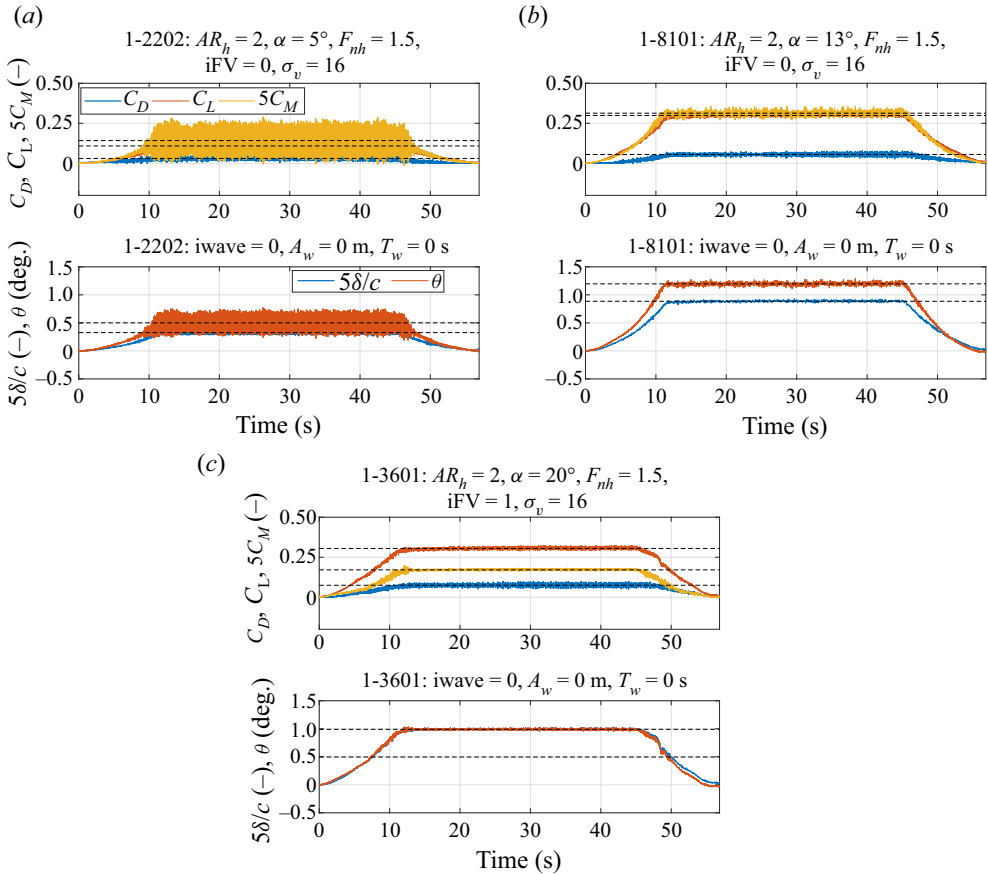 (a)
1-2202: AR_h = 2, α = 5°, F_nh = 1.5,
iFV = 0, σ_v = 16
C_D, C_L, 5C_M (–)
0.50
0.25
0
C_D C_L 5C_M
0 10 20 30 40 50
1-2202: iwave = 0, A_w = 0 m, T_w = 0 s
5δ/c (–), θ (deg.)
1.5
1.0
0.5
0
–0.5
5δ/c θ
0 10 20 30 40 50
Time (s)
(b)
1-8101: AR_h = 2, α = 13°, F_nh = 1.5,
iFV = 0, σ_v = 16
0.50
0.25
0
0 10 20 30 40 50
1-8101: iwave = 0, A_w = 0 m, T_w = 0 s
1.5
1.0
0.5
0
–0.5
0 10 20 30 40 50
Time (s)
(c)
1-3601: AR_h = 2, α = 20°, F_nh = 1.5,
iFV = 1, σ_v = 16
C_D, C_L, 5C_M (–)
0.50
0.25
0
0 10 20 30 40 50
1-3601: iwave = 0, A_w = 0 m, T_w = 0 s
5δ/c (–), θ (deg.)
1.5
1.0
0.5
0
–0.5
0 10 20 30 40 50
Time (s)